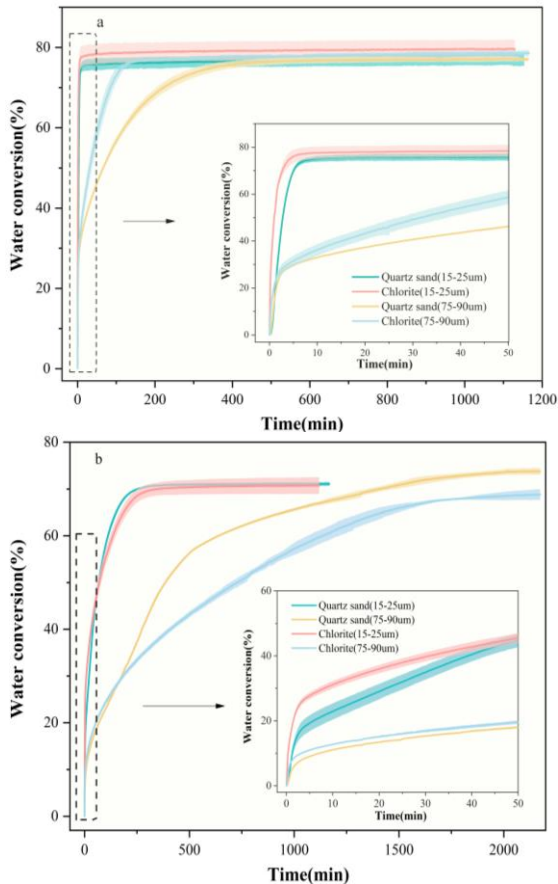 a
100
80
60
40
20
0
Water conversion(%)
0
200
400
600
800
1000
1200
Time(min)
100
80
60
40
20
0
Water conversion(%)
Quartz sand(15-25um)
Chlorite(15-25um)
Quartz sand(75-90um)
Chlorite(75-90um)
0
10
20
30
40
50
Time(min)
b
80
60
40
20
0
Water conversion(%)
0
500
1000
1500
2000
Time(min)
60
40
20
0
Water conversion(%)
Quartz sand(15-25um)
Quartz sand(75-90um)
Chlorite(15-25um)
Chlorite(75-90um)
0
10
20
30
40
50
Time(min)